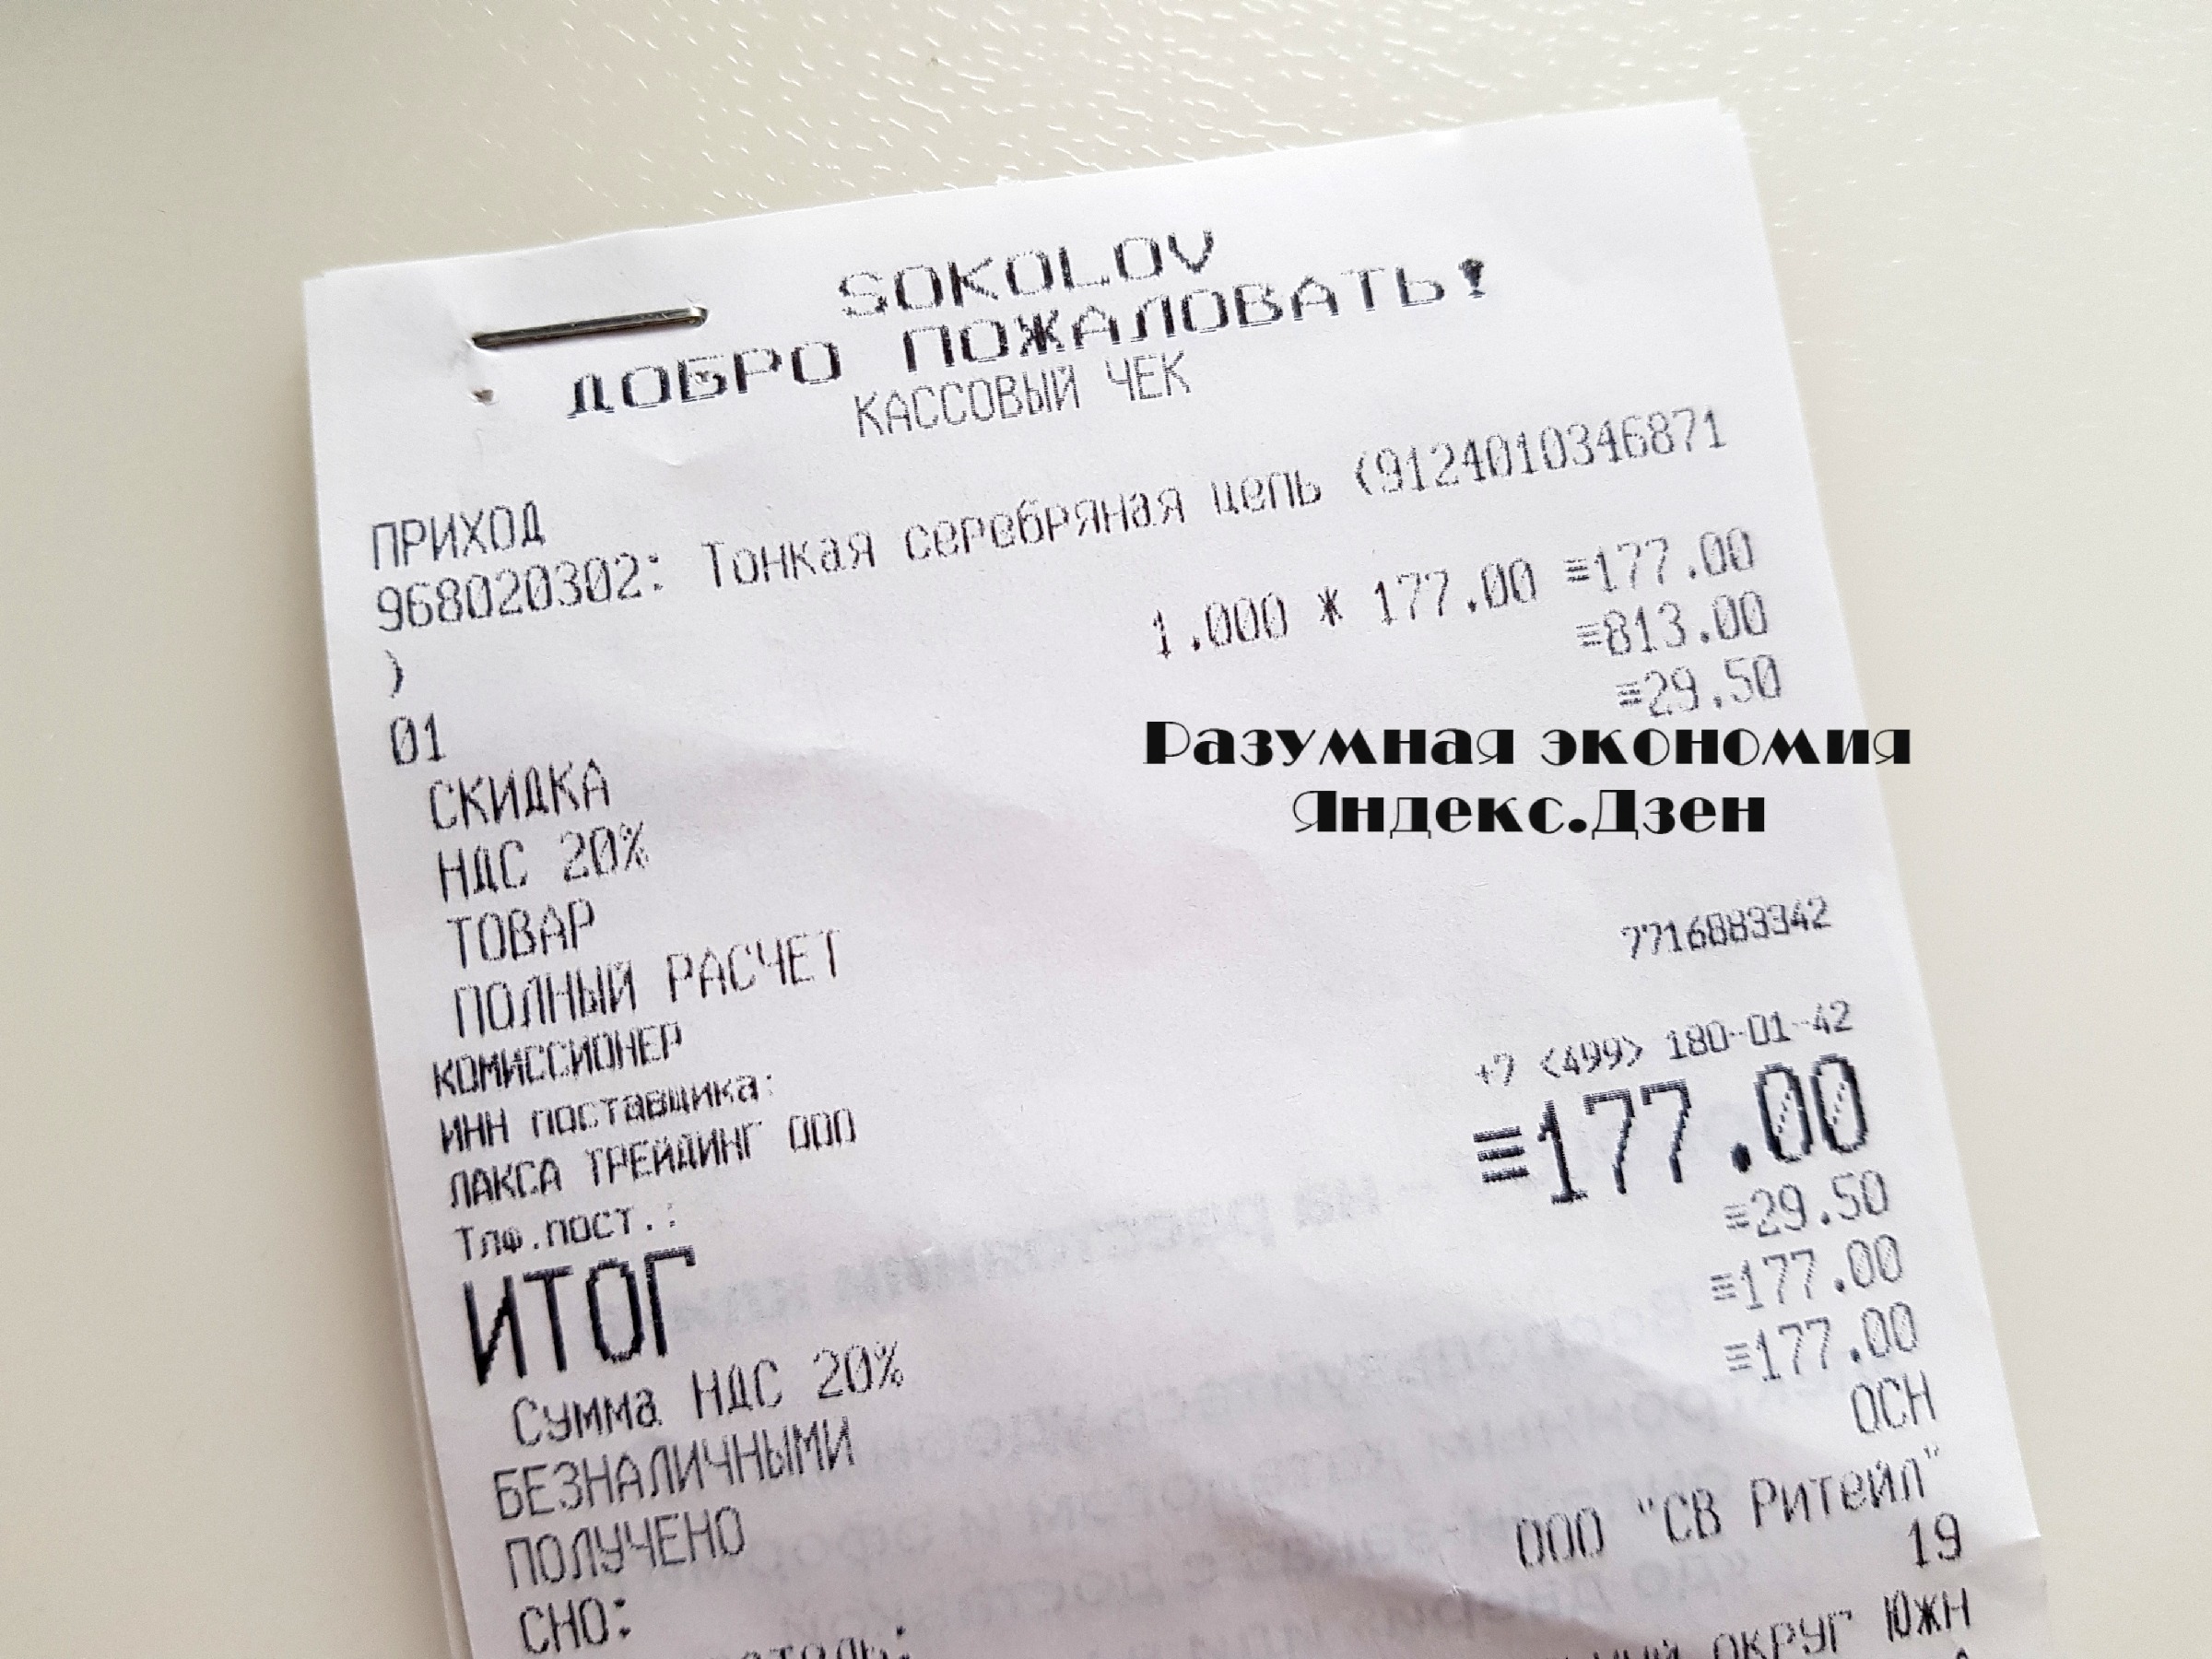 SOKOLOV
ДОБРО ПОЖАЛОВАТЬ!
КАССОВЫЙ ЧЕК
ПРИХОД
968020302: Тонкая серебряная цепь (9124010346871
)
01 1.000 * 177.00 ≡177.00
СКИДКА ≡813.00
НДС 20% ≡29.50
ТОВАР
ПОЛНЫЙ РАСЧЕТ
Разумная экономия
Яндекс.Дзен
КОМИССИОНЕР
ИНН поставщика: 7716883342
ЛАКСА ТРЕЙДИНГ ООО
Тлф.пост.: +7 (499) 180-01-42
ИТОГ ≡177.00
Сумма НДС 20% ≡29.50
БЕЗНАЛИЧНЫМИ ≡177.00
ПОЛУЧЕНО ≡177.00
СНО: ОСН
ООО "СВ Ритейл"
19
ОКРУГ ЮЖН